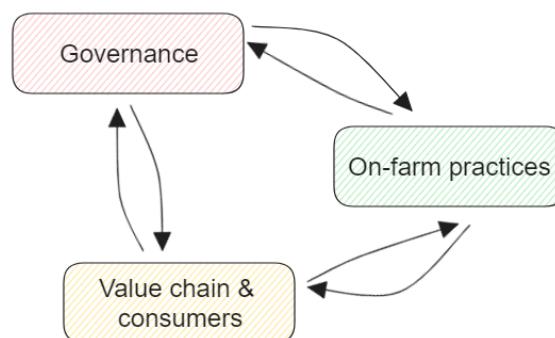 Governance
On-farm practices
Value chain &
consumers